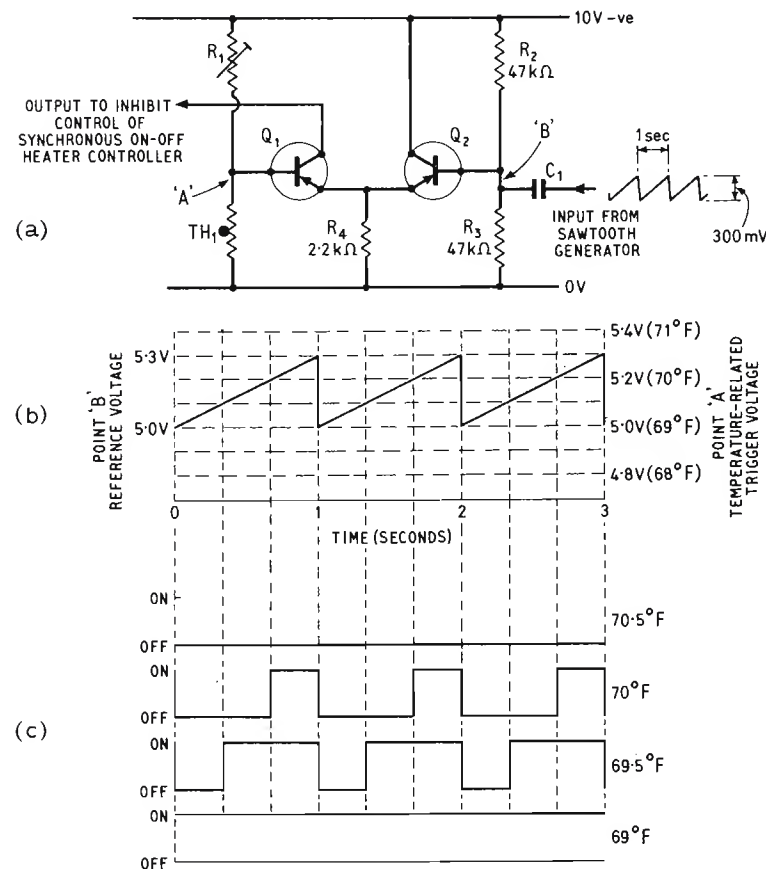 10V -ve
R1
R2
47kΩ
OUTPUT TO INHIBIT
CONTROL OF
SYNCHRONOUS ON-OFF
HEATER CONTROLLER
Q1
Q2
'B'
1 sec
C1
'A'
(a)
TH1
R4
2.2kΩ
R3
47kΩ
INPUT FROM
SAWTOOTH
GENERATOR
300mV
0V
(b)
POINT 'B'
REFERENCE VOLTAGE
5·3V
5·0V
5·4V (71°F)
5·2V (70°F)
5·0V (69°F)
4·8V (68°F)
POINT 'A'
TEMPERATURE-RELATED
TRIGGER VOLTAGE
0 1 2 3
TIME (SECONDS)
(c)
ON
OFF
70·5°F
ON
OFF
70°F
ON
OFF
69·5°F
ON
OFF
69°F